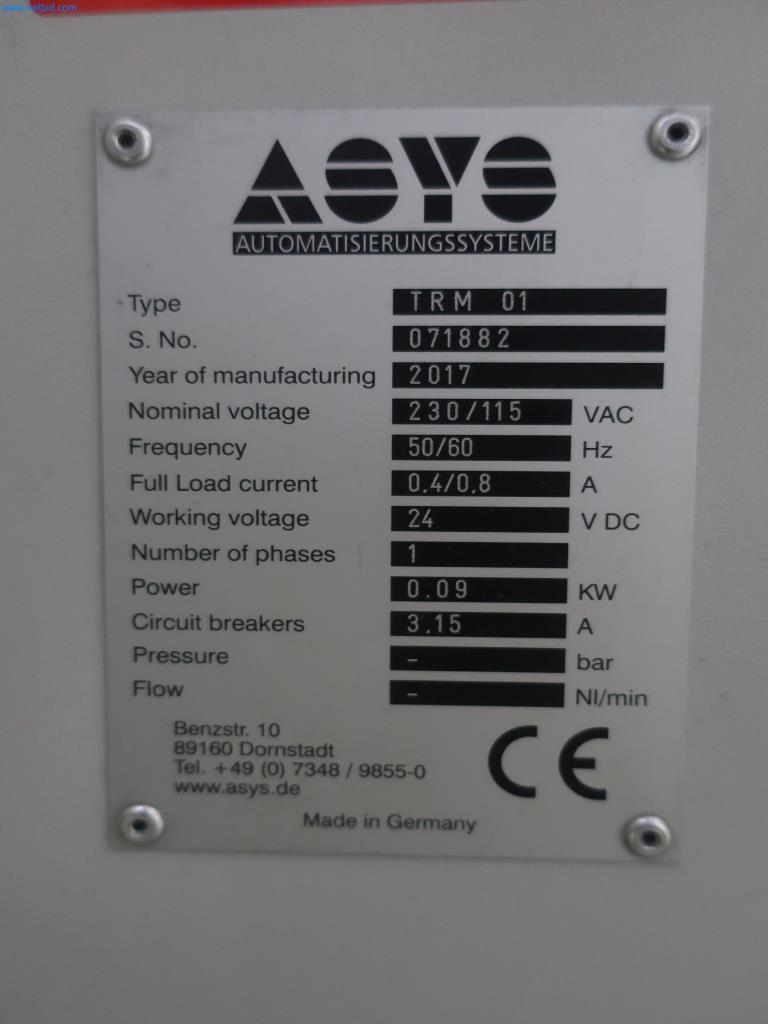 www.netbid.com
ASYS
AUTOMATISIERUNGSSYSTEME
Type TRM 01
S. No. 071882
Year of manufacturing 2017
Nominal voltage 230/115 VAC
Frequency 50/60 Hz
Full Load current 0.4/0.8 A
Working voltage 24 V DC
Number of phases 1
Power 0.09 KW
Circuit breakers 3.15 A
Pressure - bar
Flow - Nl/min
Benzstr. 10
89160 Dornstadt
Tel. +49 (0) 7348 / 9855-0
www.asys.de
CE
Made in Germany